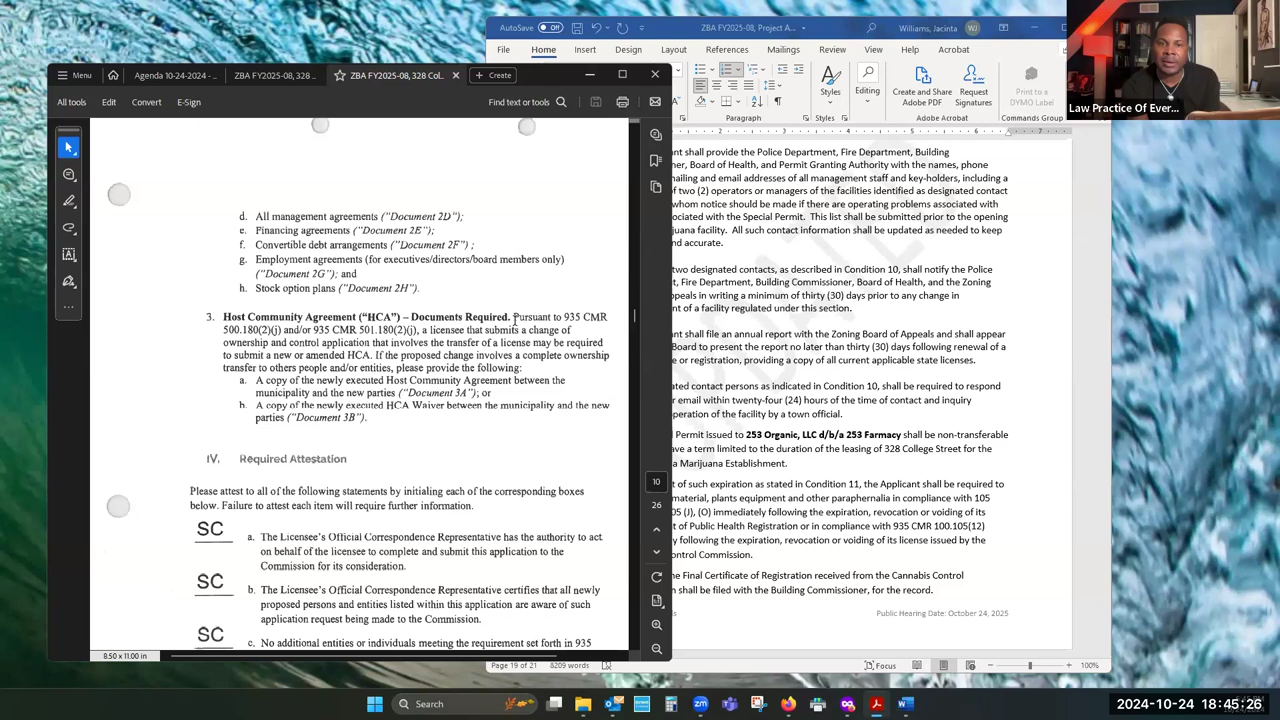 AutoSave Off
ZBA FY2025-08, Project A...
Williams, Jacinta
JW
File Home Insert Design Layout References Mailings Review View Help Acrobat
Styles
Editing
Create and Share
Adobe PDF
Request
Signatures
Print to a
DYMO Label
Paragraph
Styles
Adobe Acrobat
Commands Group
Law Practice Of Ever...
Menu
Agenda 10-24-2024 - ...
ZBA FY2025-08, 328
ZBA FY2025-08, 328 Col...
Create
All tools Edit Convert E-Sign
Find text or tools
d. All management agreements ("Document 2D");
e. Financing agreements ("Document 2E");
f. Convertible debt arrangements ("Document 2F") ;
g. Employment agreements (for executives/directors/board members only)
("Document 2G"); and
h. Stock option plans ("Document 2H").
3. Host Community Agreement (“HCA”) – Documents Required. Pursuant to 935 CMR
500.180(2)(j) and/or 935 CMR 501.180(2)(j), a licensee that submits a change of
ownership and control application that involves the transfer of a license may be required
to submit a new or amended HCA. If the proposed change involves a complete ownership
transfer to others people and/or entities, please provide the following:
a. A copy of the newly executed Host Community Agreement between the
municipality and the new parties ("Document 3A"); or
b. A copy of the newly executed HCA Waiver between the municipality and the new
parties ("Document 3B").
IV. Required Attestation
Please attest to all of the following statements by initialing each of the corresponding boxes
below. Failure to attest each item will require further information.
SC
a. The Licensee’s Official Correspondence Representative has the authority to act
on behalf of the licensee to complete and submit this application to the
Commission for its consideration.
SC
b. The Licensee’s Official Correspondence Representative certifies that all newly
proposed persons and entities listed within this application are aware of such
application request being made to the Commission.
SC
c. No additional entities or individuals meeting the requirement set forth in 935
8.50 x 11.00 in
10
26
2 3 4 5 6 7
ant shall provide the Police Department, Fire Department, Building
er, Board of Health, and Permit Granting Authority with the names, phone
mailing and email addresses of all management staff and key-holders, including a
of two (2) operators or managers of the facilities identified as designated contact
whom notice should be made if there are operating problems associated with
sociated with the Special Permit. This list shall be submitted prior to the opening
ijuana facility. All such contact information shall be updated as needed to keep
nd accurate.
two designated contacts, as described in Condition 10, shall notify the Police
, Fire Department, Building Commissioner, Board of Health, and the Zoning
ppeals in writing a minimum of thirty (30) days prior to any change in
nt of a facility regulated under this section.
ant shall file an annual report with the Zoning Board of Appeals and shall appear
Board to present the report no later than thirty (30) days following renewal of a
e or registration, providing a copy of all current applicable state licenses.
ated contact persons as indicated in Condition 10, shall be required to respond
r email within twenty-four (24) hours of the time of contact and inquiry
operation of the facility by a town official.
l Permit issued to 253 Organic, LLC d/b/a 253 Farmacy shall be non-transferable
ave a term limited to the duration of the leasing of 328 College Street for the
a Marijuana Establishment.
t of such expiration as stated in Condition 11, the Applicant shall be required to
material, plants equipment and other paraphernalia in compliance with 105
05 (J), (O) immediately following the expiration, revocation or voiding of its
t of Public Health Registration or in compliance with 935 CMR 100.105(12)
y following the expiration, revocation or voiding of its license issued by the
ontrol Commission.
he Final Certificate of Registration received from the Cannabis Control
n shall be filed with the Building Commissioner, for the record.
Public Hearing Date: October 24, 2025
Page 19 of 21 8209 words
Focus
100%
Search
2024-10-24 18:45:26